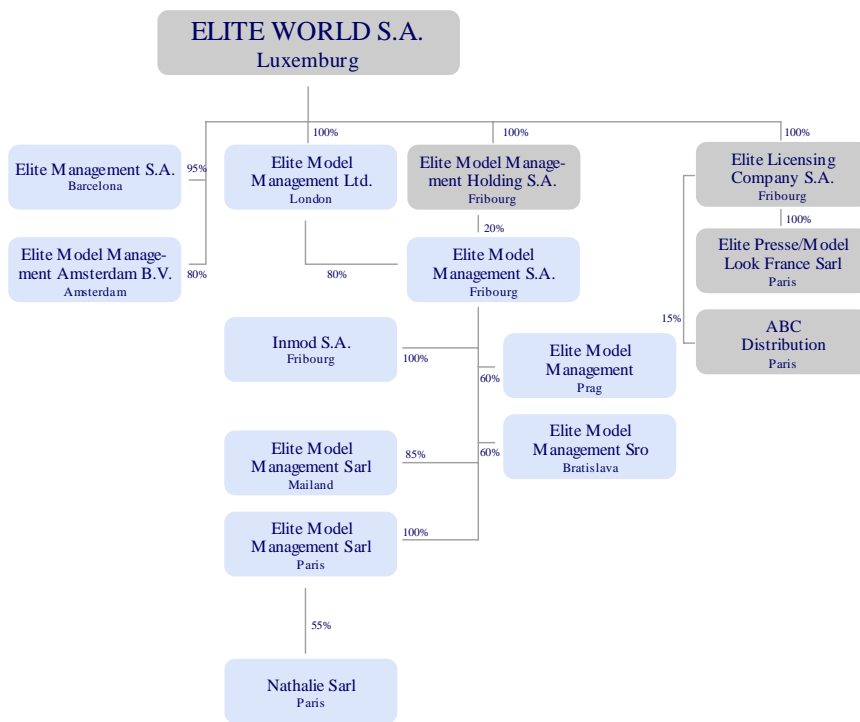 ELITE WORLD S.A.
Luxemburg
100%
100%
100%
Elite Management S.A.
Barcelona
95%
Elite Model
Management Ltd.
London
Elite Model Manage-
ment Holding S.A.
Fribourg
Elite Licensing
Company S.A.
Fribourg
20%
100%
Elite Model Manage-
ment Amsterdam B.V.
Amsterdam
80%
80%
Elite Model
Management S.A.
Fribourg
Elite Presse/Model
Look France Sarl
Paris
15%
Inmod S.A.
Fribourg
100%
Elite Model
Management
Prag
60%
ABC
Distribution
Paris
Elite Model
Management Sarl
Mailand
85%
60%
Elite Model
Management Sro
Bratislava
Elite Model
Management Sarl
Paris
100%
55%
Nathalie Sarl
Paris